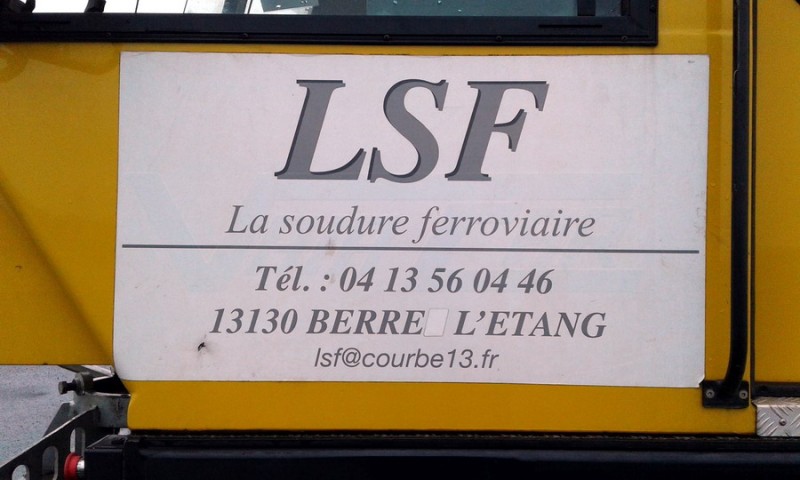 LSF
La soudure ferroviaire
Tél. : 04 13 56 04 46
13130 BERRE L'ETANG
lsf@courbe13.fr